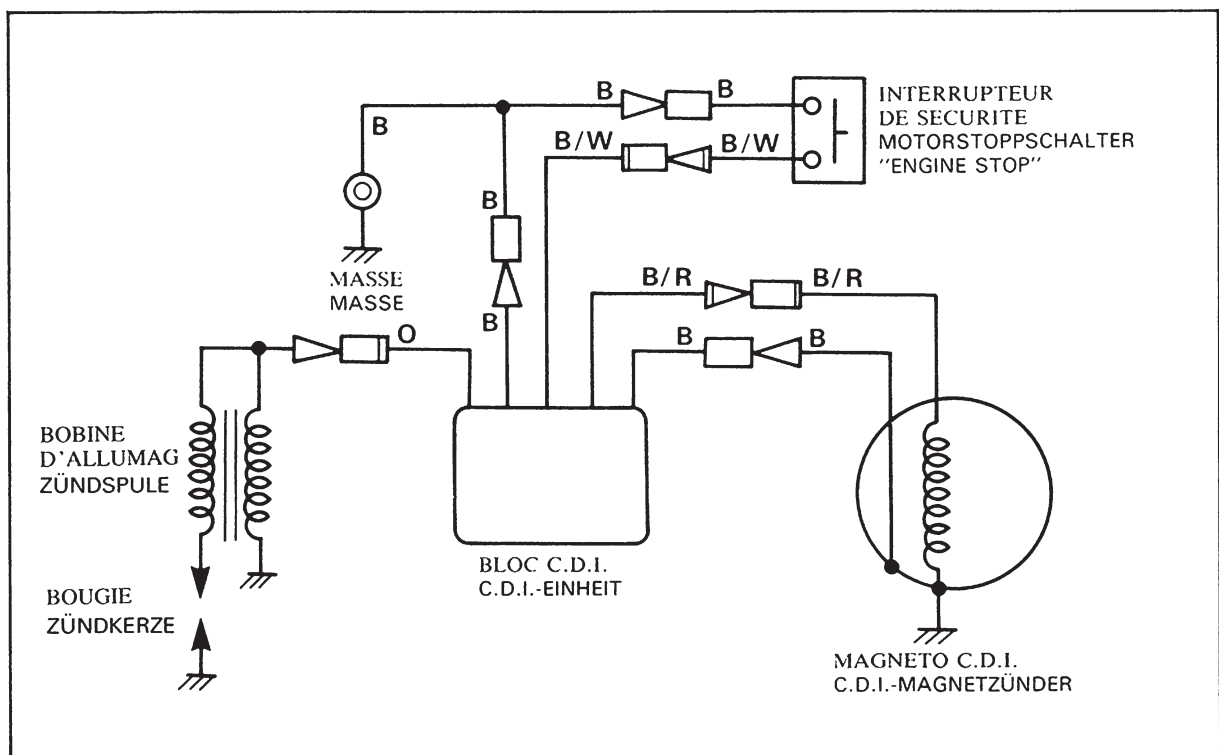 B
B
INTERRUPTEUR
DE SECURITE
MOTORSTOPPSCHALTER
"ENGINE STOP"
B
B/W
B/W
B
MASSE
MASSE
B/R
B/R
B
O
B
B
BOBINE
D'ALLUMAG
ZÜNDSPULE
BLOC C.D.I.
C.D.I.-EINHEIT
BOUGIE
ZÜNDKERZE
MAGNETO C.D.I.
C.D.I.-MAGNETZÜNDER